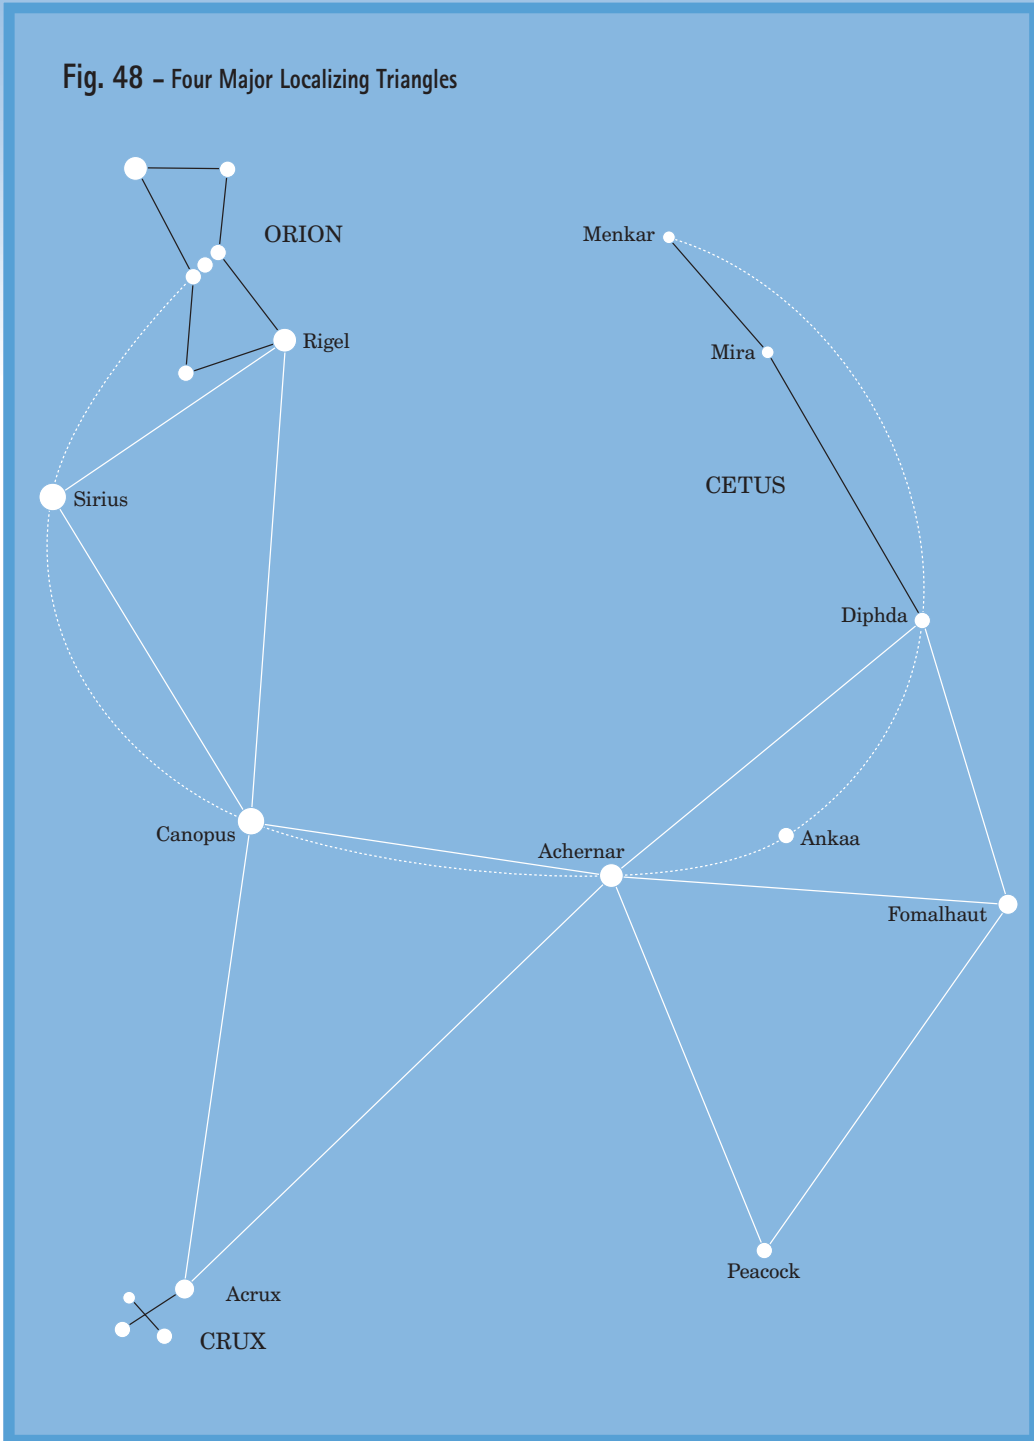 Fig. 48 – Four Major Localizing Triangles
ORION
Menkar
Rigel
Mira
CETUS
Sirius
Diphda
Canopus
Achernar
Ankaa
Fomalhaut
Peacock
Acrux
CRUX